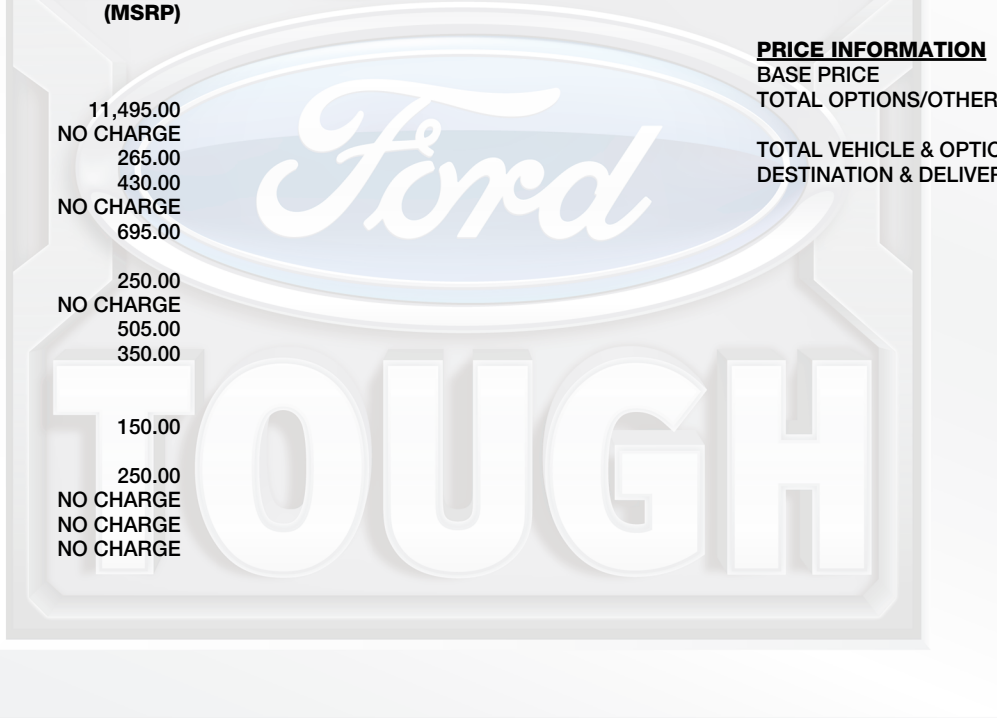 (MSRP)
11,495.00
NO CHARGE
265.00
430.00
NO CHARGE
695.00
250.00
NO CHARGE
505.00
350.00
150.00
250.00
NO CHARGE
NO CHARGE
NO CHARGE
PRICE INFORMATION
BASE PRICE
TOTAL OPTIONS/OTHER
TOTAL VEHICLE & OPTIO
DESTINATION & DELIVER
Ford
TOUGH